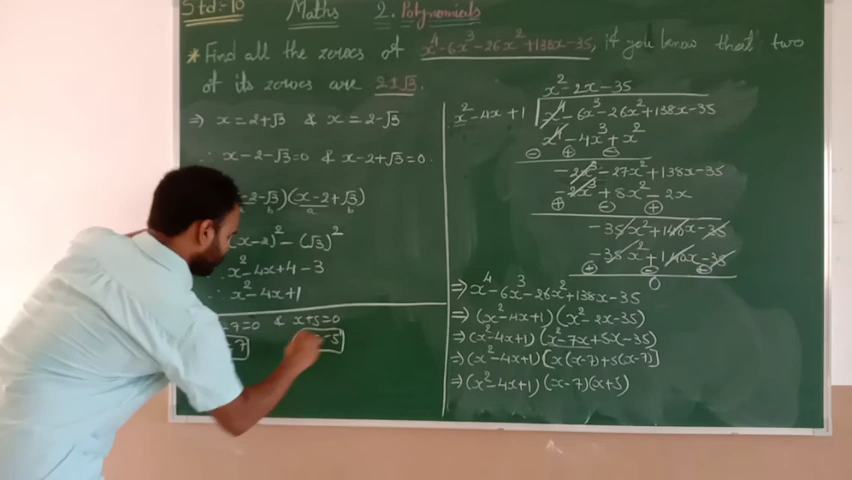 Std:- 10 Maths 2. Polynomials
* Find all the zeroes of x⁴-6x³-26x²+138x-35, if you know that two
of its zeroes are 2±√3.
⇒ x = 2+√3 & x = 2-√3
∴ x-2-√3=0 & x-2+√3=0.
-2-√3)(x-2+√3)
b a b
(x-2)² - (√3)²
x² - 4x + 4 - 3
∴ x² - 4x + 1
-7=0 & x+5=0
-7 -5
x² - 2x - 35
x² - 4x + 1 x⁴ - 6x³ - 26x² + 138x - 35
x⁴ - 4x³ + x²
⊖ ⊕ ⊖
- 2x³ - 27x² + 138x - 35
- 2x³ + 8x² - 2x
⊕ ⊖ ⊕
- 35x² + 140x - 35
- 35x² + 140x - 35
⊕ ⊖ ⊕
0
⇒ x⁴ - 6x³ - 26x² + 138x - 35
⇒ (x² - 4x + 1) (x² - 2x - 35)
⇒ (x² - 4x + 1) (x² - 7x + 5x - 35)
⇒ (x² - 4x + 1) [x(x-7) + 5(x-7)]
⇒ (x² - 4x + 1) (x-7)(x+5)